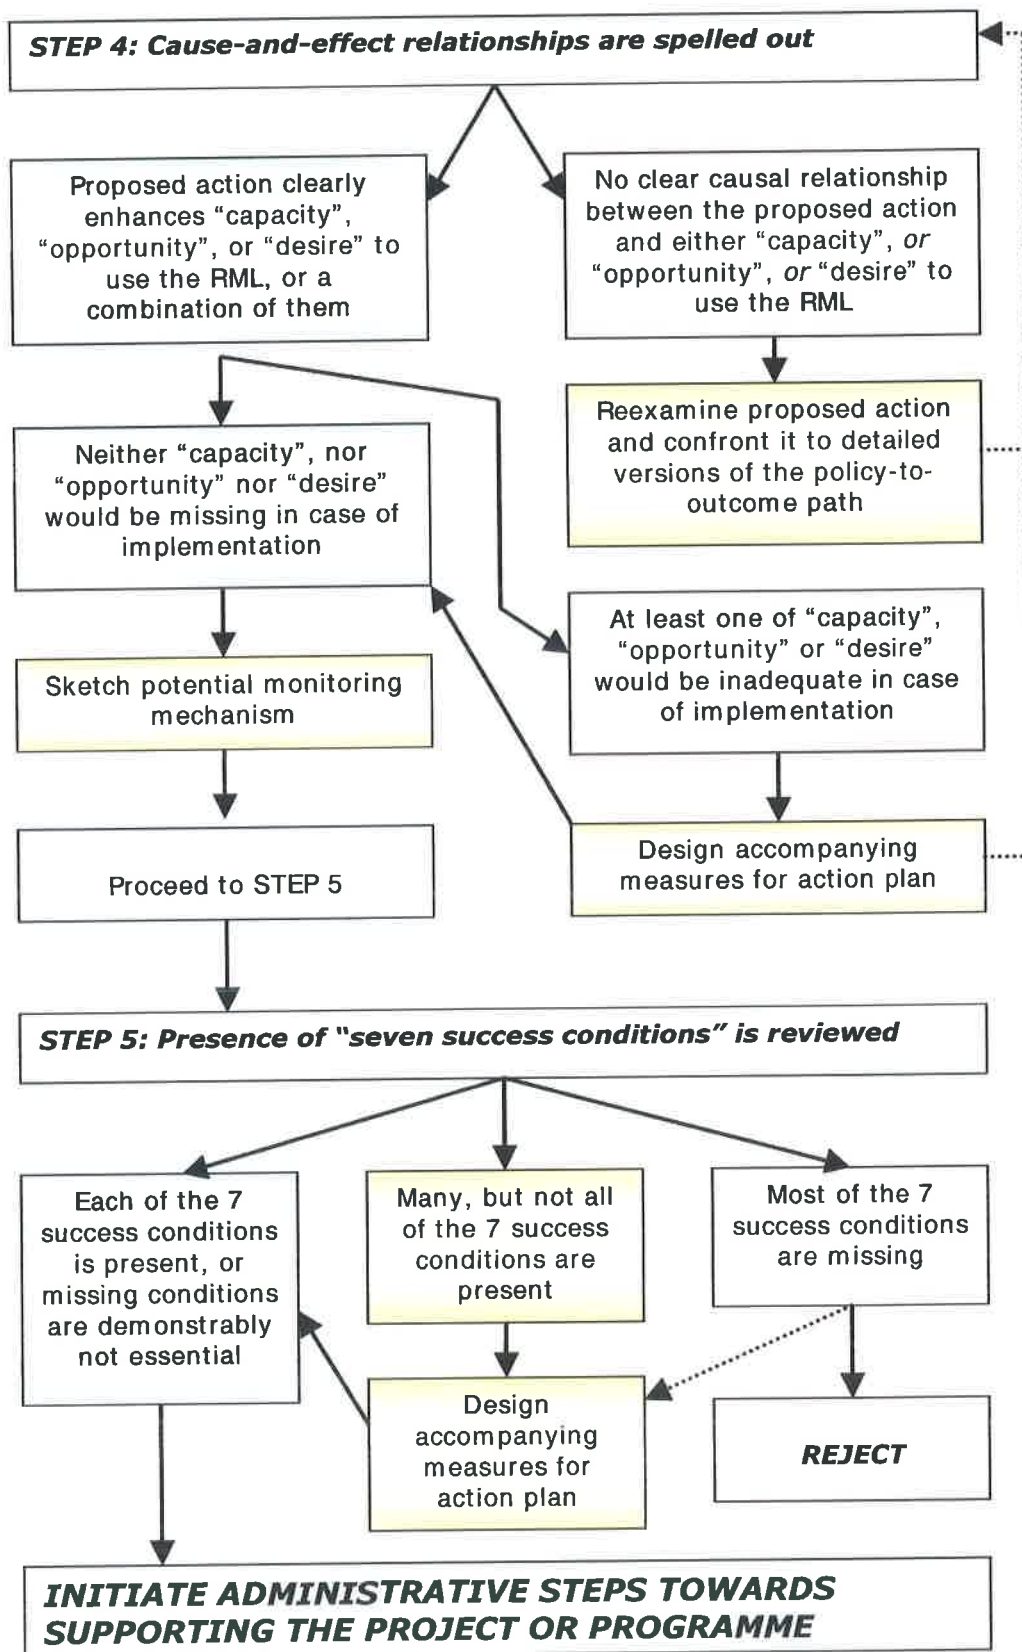 STEP 4: Cause-and-effect relationships are spelled out
Proposed action clearly
enhances “capacity”,
“opportunity”, or “desire” to
use the RML, or a
combination of them
No clear causal relationship
between the proposed action
and either “capacity”, or
“opportunity”, or “desire” to
use the RML
Reexamine proposed action
and confront it to detailed
versions of the policy-to-
outcome path
Neither “capacity”, nor
“opportunity” nor “desire”
would be missing in case of
implementation
At least one of “capacity”,
“opportunity” or “desire”
would be inadequate in case
of implementation
Sketch potential monitoring
mechanism
Design accompanying
measures for action plan
Proceed to STEP 5
STEP 5: Presence of “seven success conditions” is reviewed
Each of the 7
success conditions
is present, or
missing conditions
are demonstrably
not essential
Many, but not all
of the 7 success
conditions are
present
Most of the 7
success conditions
are missing
Design
accompanying
measures for
action plan
REJECT
INITIATE ADMINISTRATIVE STEPS TOWARDS
SUPPORTING THE PROJECT OR PROGRAMME